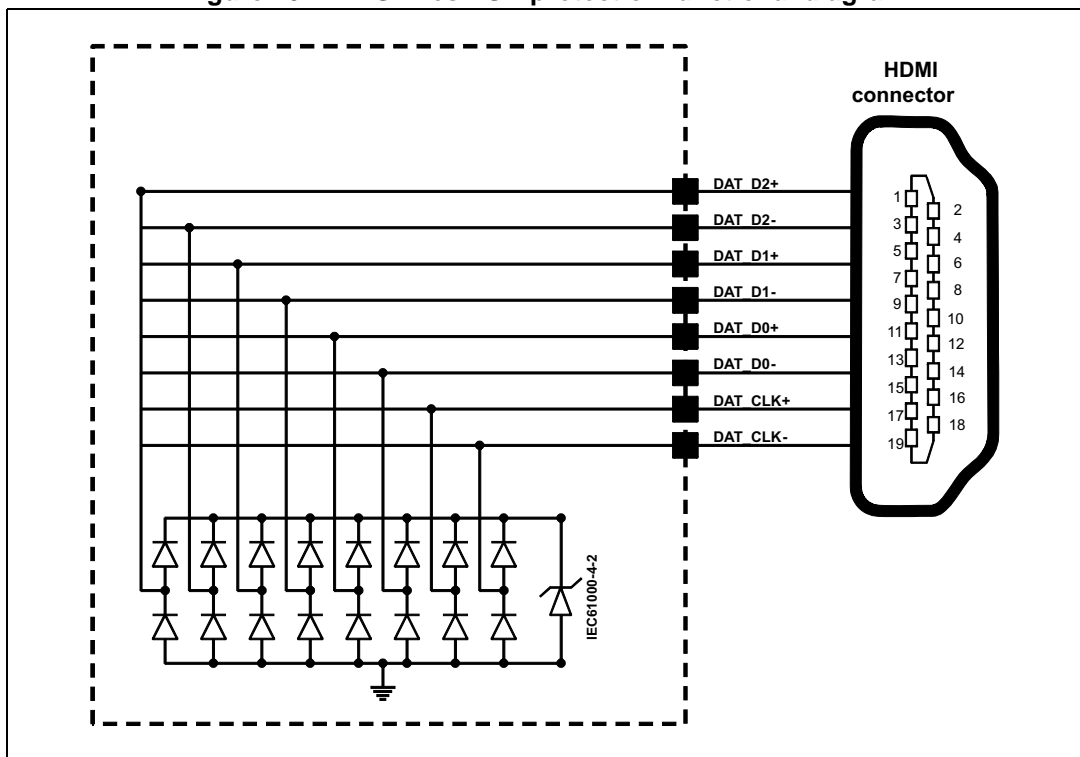 HDMI
connector
DAT_D2+
DAT_D2-
DAT_D1+
DAT_D1-
DAT_D0+
DAT_D0-
DAT_CLK+
DAT_CLK-
1
2
3
4
5
6
7
8
9
10
11
12
13
14
15
16
17
18
19
IEC61000-4-2